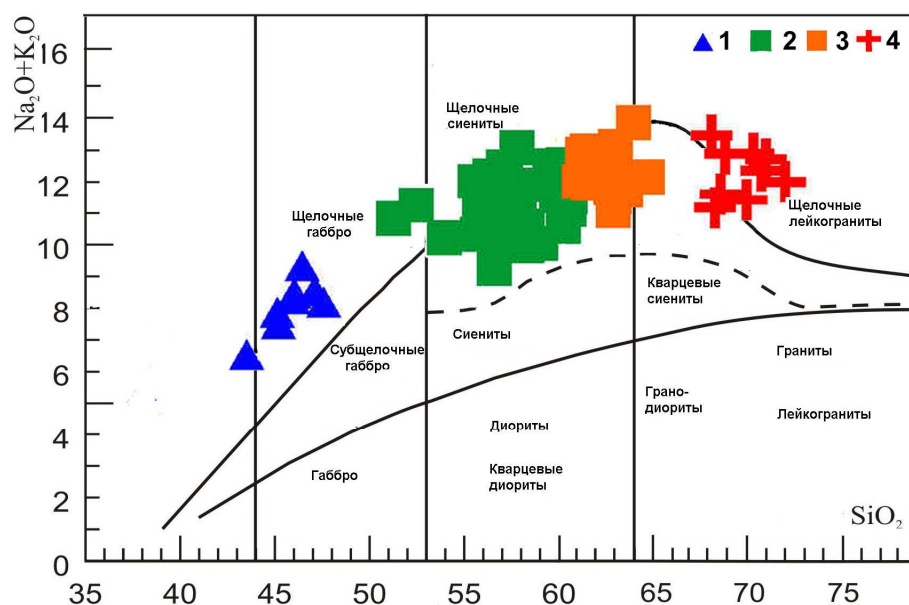 Na₂O+K₂O
16
14
12
10
8
6
4
2
0
1 2 3 4
Щелочные
сиениты
Щелочные
габбро
Щелочные
лейкограниты
Кварцевые
сиениты
Сиениты
Субщелочные
габбро
Граниты
Грано-
диориты
Лейкограниты
Диориты
Габбро
Кварцевые
диориты
SiO₂
35 40 45 50 55 60 65 70 75